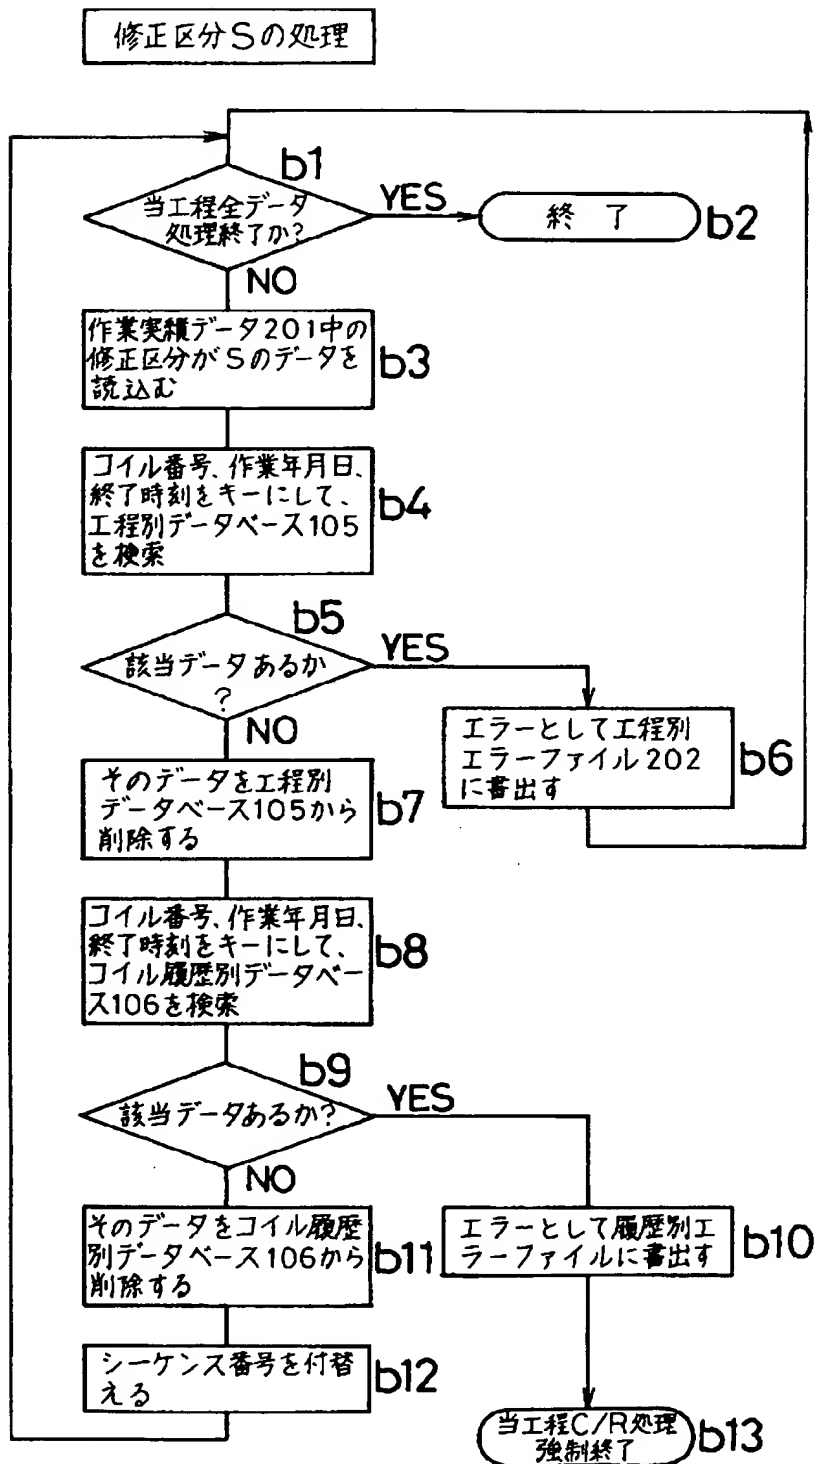 修正区分Sの処理
b1
当工程全データ
処理終了か?
YES
終 了
b2
NO
作業実績データ201中の
修正区分がSのデータを
読込む
b3
コイル番号、作業年月日、
終了時刻をキーにして、
工程別データベース105
を検索
b4
b5
該当データあるか
?
YES
NO
エラーとして工程別
エラーファイル202
に書出す
b6
そのデータを工程別
データベース105から
削除する
b7
コイル番号、作業年月日、
終了時刻をキーにして、
コイル履歴別データベー
ス106を検索
b8
b9
該当データあるか?
YES
NO
そのデータをコイル履歴
別データベース106から
削除する
b11
エラーとして履歴別エ
ラーファイルに書出す
b10
シーケンス番号を付替
える
b12
当工程C/R処理
強制終了
b13